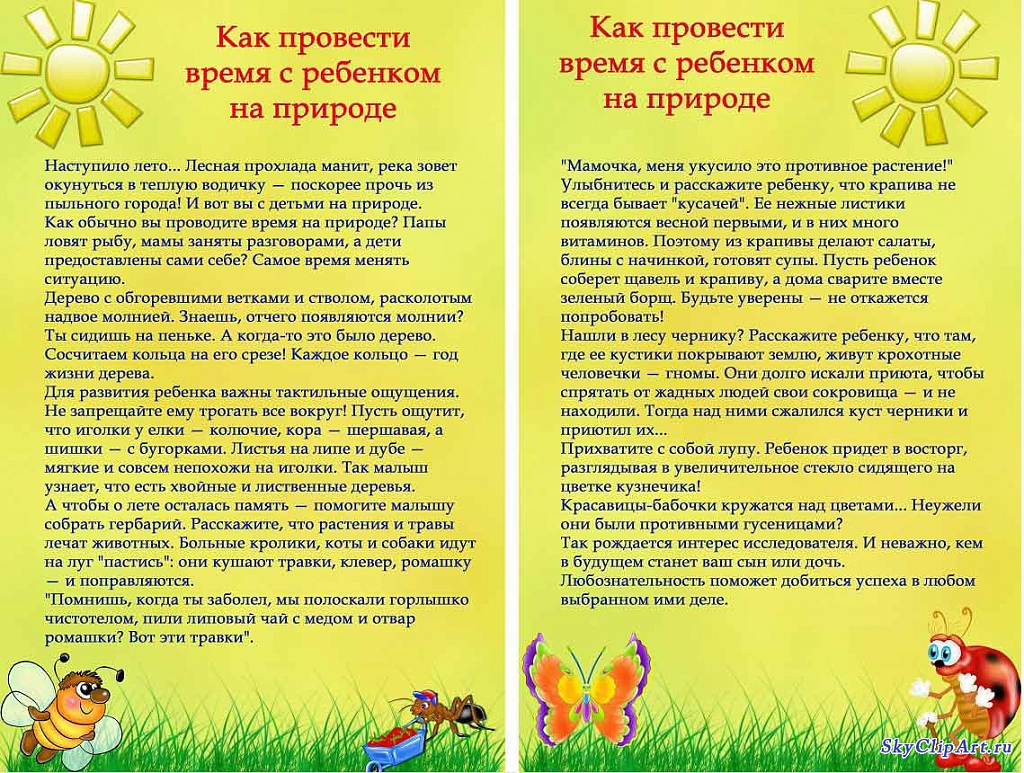 Как провести
время с ребенком
на природе
Наступило лето... Лесная прохлада манит, река зовет
окунуться в теплую водичку — поскорее прочь из
пыльного города! И вот вы с детьми на природе.
Как обычно вы проводите время на природе? Папы
ловят рыбу, мамы заняты разговорами, а дети
предоставлены сами себе? Самое время менять
ситуацию.
Дерево с обгоревшими ветками и стволом, расколотым
надвое молнией. Знаешь, отчего появляются молнии?
Ты сидишь на пеньке. А когда-то это было дерево.
Сосчитаем кольца на его срезе! Каждое кольцо — год
жизни дерева.
Для развития ребенка важны тактильные ощущения.
Не запрещайте ему трогать все вокруг! Пусть ощутит,
что иголки у елки — колючие, кора — шершавая, а
шишки — с бугорками. Листья на липе и дубе —
мягкие и совсем непохожи на иголки. Так малыш
узнает, что есть хвойные и лиственные деревья.
А чтобы о лете осталась память — помогите малышу
собрать гербарий. Расскажите, что растения и травы
лечат животных. Больные кролики, коты и собаки идут
на луг "пастись": они кушают травки, клевер, ромашку
— и поправляются.
"Помнишь, когда ты заболел, мы полоскали горлышко
чистотелом, пили липовый чай с медом и отвар
ромашки? Вот эти травки".
Как провести
время с ребенком
на природе
"Мамочка, меня укусило это противное растение!"
Улыбнитесь и расскажите ребенку, что крапива не
всегда бывает "кусачей". Ее нежные листики
появляются весной первыми, и в них много
витаминов. Поэтому из крапивы делают салаты,
блины с начинкой, готовят супы. Пусть ребенок
соберет щавель и крапиву, а дома сварите вместе
зеленый борщ. Будьте уверены — не откажется
попробовать!
Нашли в лесу чернику? Расскажите ребенку, что там,
где ее кустики покрывают землю, живут крохотные
человечки — гномы. Они долго искали приюта, чтобы
спрятать от жадных людей свои сокровища — и не
находили. Тогда над ними сжалился куст черники и
приютил их...
Прихватите с собой лупу. Ребенок придет в восторг,
разглядывая в увеличительное стекло сидящего на
цветке кузнечика!
Красавицы-бабочки кружатся над цветами... Неужели
они были противными гусеницами?
Так рождается интерес исследователя. И неважно, кем
в будущем станет ваш сын или дочь.
Любознательность поможет добиться успеха в любом
выбранном ими деле.
SkyClipArt.ru